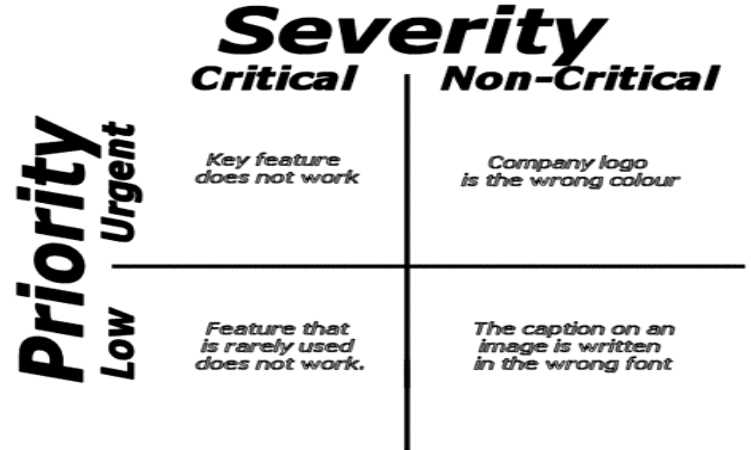 Severity
Critical
Non-Critical
Priority
Urgent
Key feature
does not work
Company logo
is the wrong colour
Low
Feature that
is rarely used
does not work.
The caption on an
image is written
in the wrong font